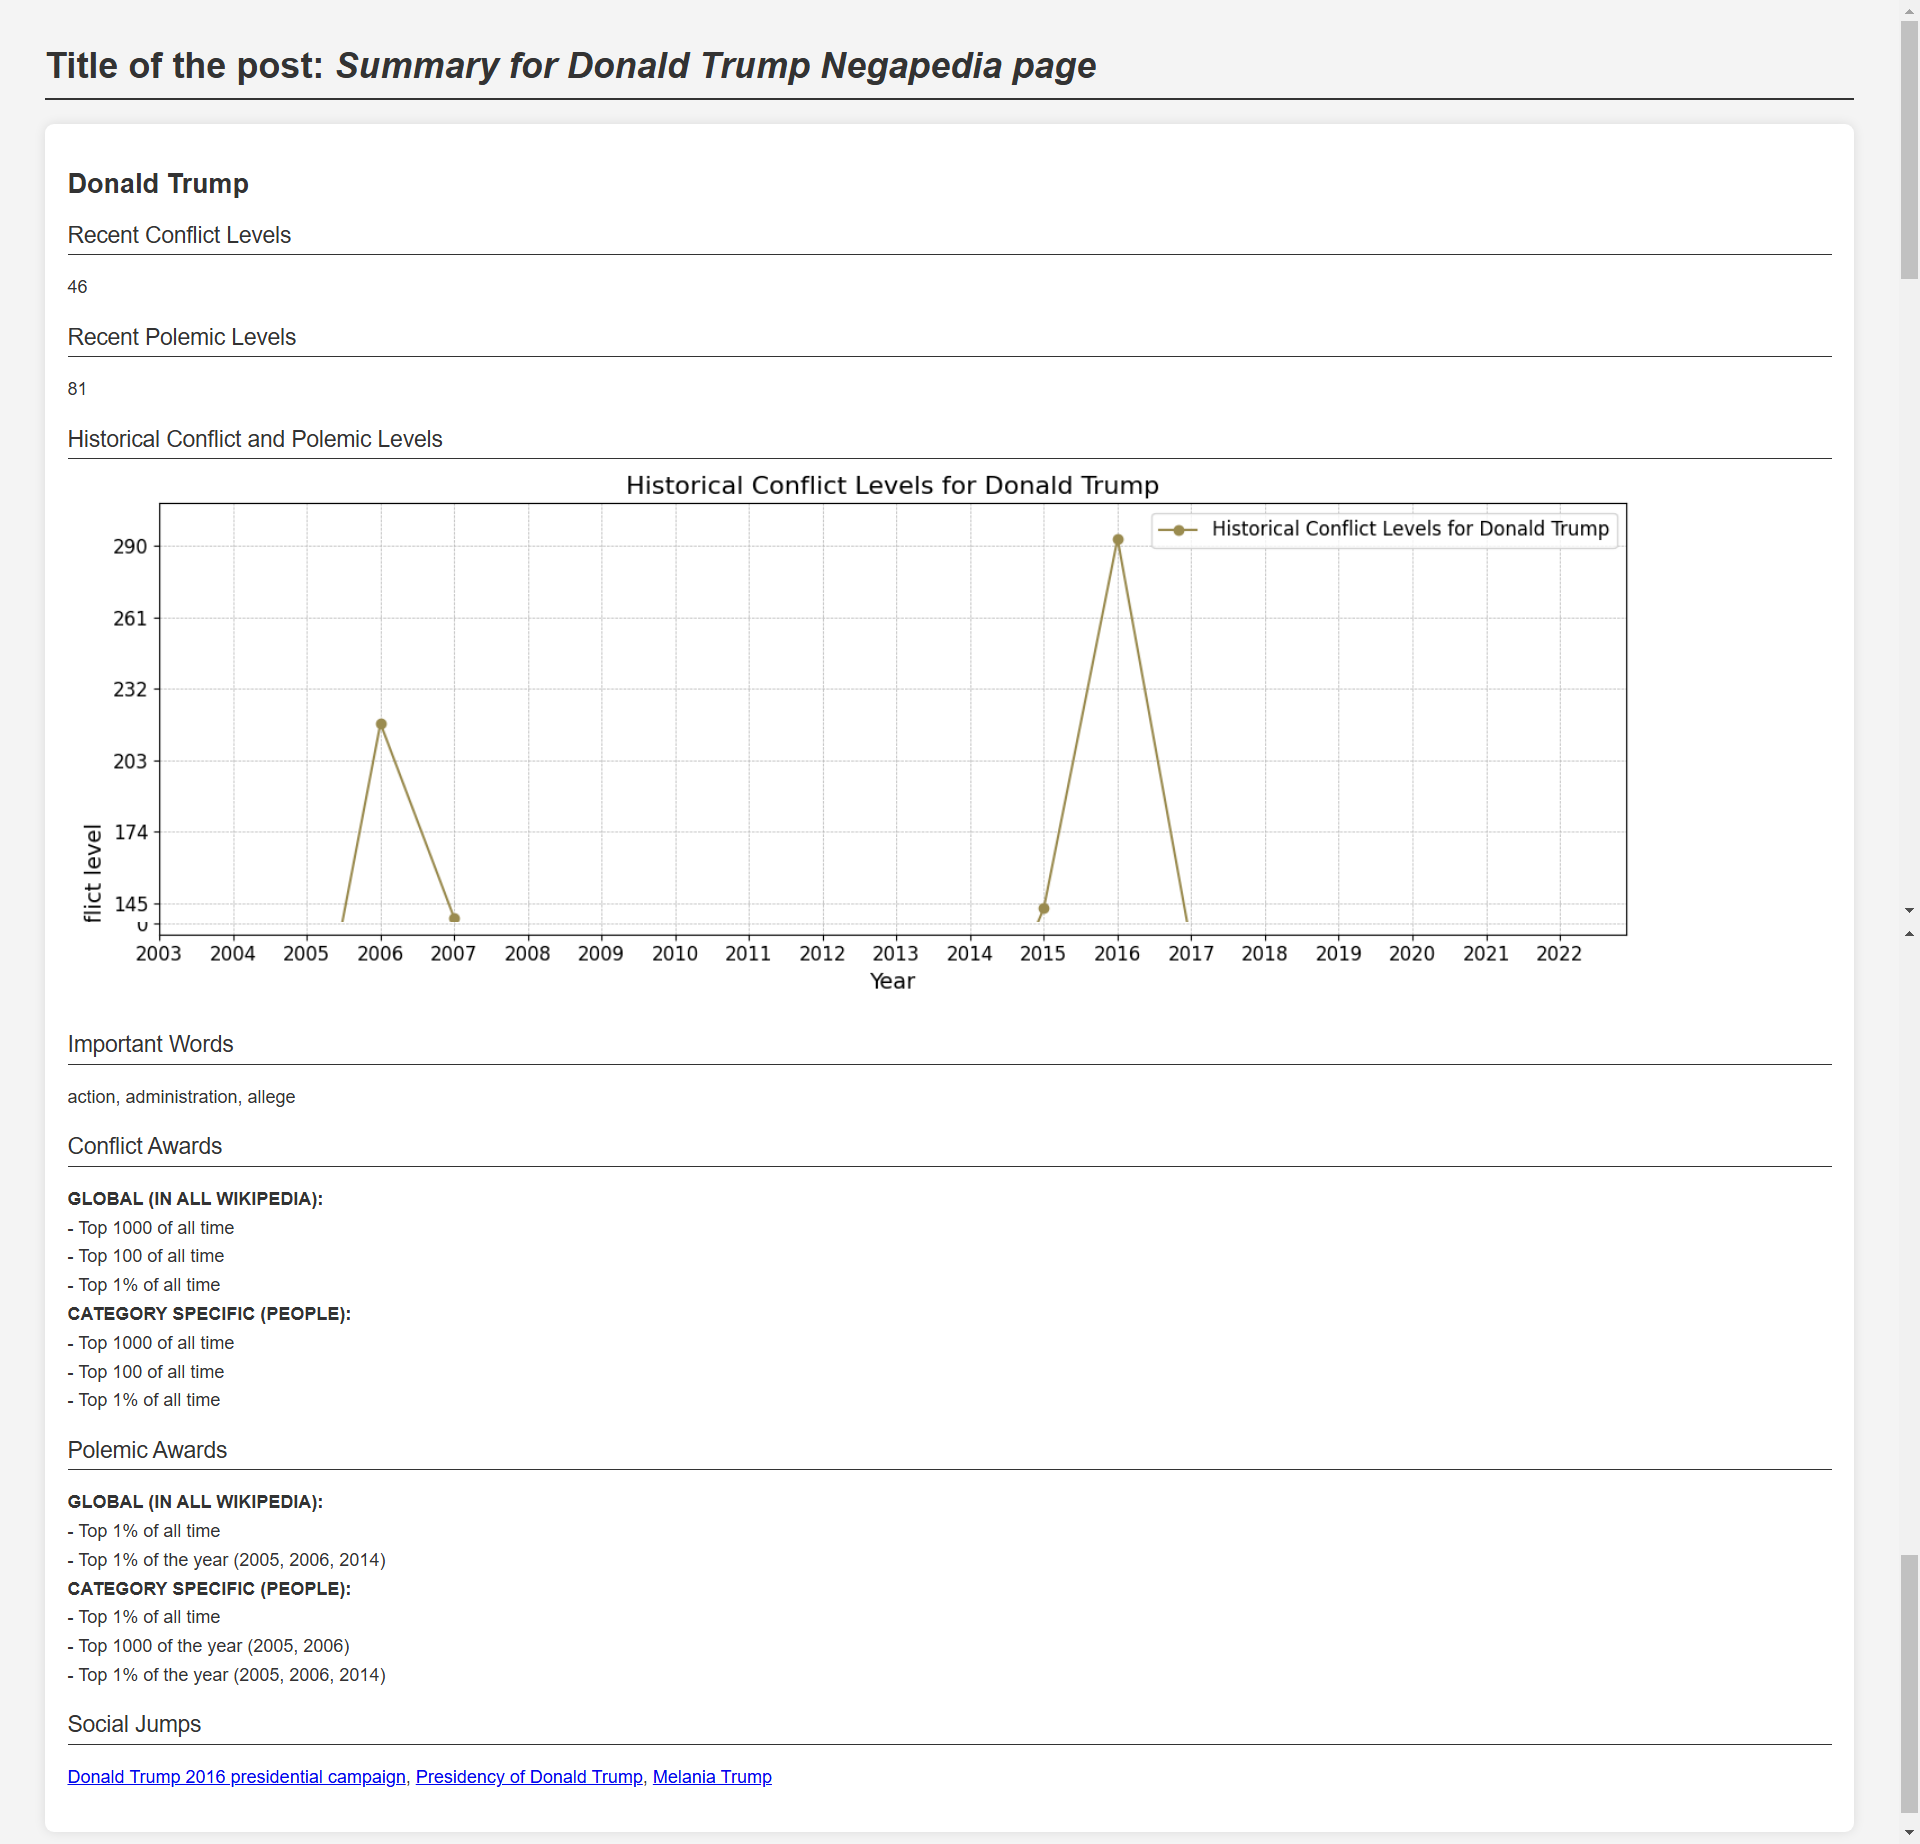 Title of the post: Summary for Donald Trump Negapedia page
Donald Trump
Recent Conflict Levels
46
Recent Polemic Levels
81
Historical Conflict and Polemic Levels
Historical Conflict Levels for Donald Trump
Historical Conflict Levels for Donald Trump
290
261
232
203
174
145
0
flict level
2003 2004 2005 2006 2007 2008 2009 2010 2011 2012 2013 2014 2015 2016 2017 2018 2019 2020 2021 2022
Year
Important Words
action, administration, allege
Conflict Awards
GLOBAL (IN ALL WIKIPEDIA):
- Top 1000 of all time
- Top 100 of all time
- Top 1% of all time
CATEGORY SPECIFIC (PEOPLE):
- Top 1000 of all time
- Top 100 of all time
- Top 1% of all time
Polemic Awards
GLOBAL (IN ALL WIKIPEDIA):
- Top 1% of all time
- Top 1% of the year (2005, 2006, 2014)
CATEGORY SPECIFIC (PEOPLE):
- Top 1% of all time
- Top 1000 of the year (2005, 2006)
- Top 1% of the year (2005, 2006, 2014)
Social Jumps
Donald Trump 2016 presidential campaign, Presidency of Donald Trump, Melania Trump